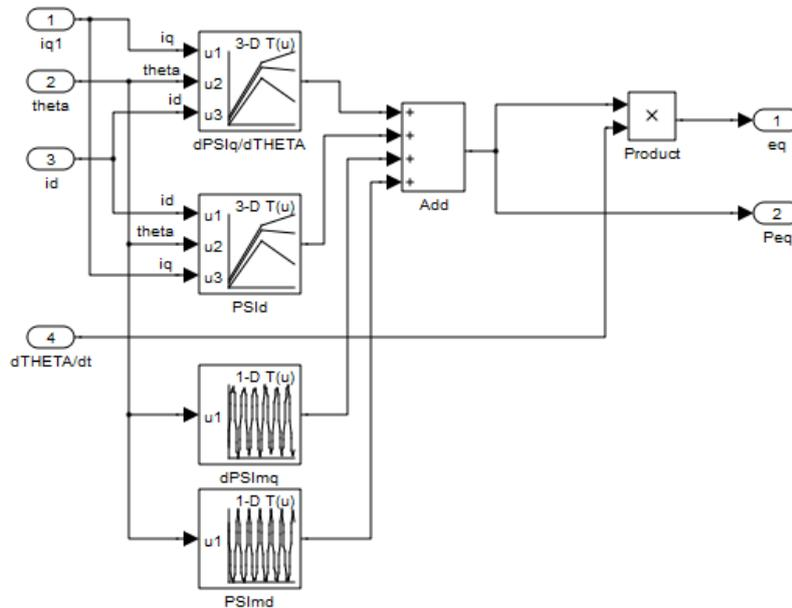 1
iq1
iq
3-D T(u)
u1
theta
u2
2
theta
id
u3
dPSIq/dTHETA
3
id
+
+
+
+
Add
×
Product
1
eq
2
Peq
id
3-D T(u)
u1
theta
u2
iq
u3
PSId
4
dTHETA/dt
1-D T(u)
u1
dPSImq
1-D T(u)
u1
PSImd